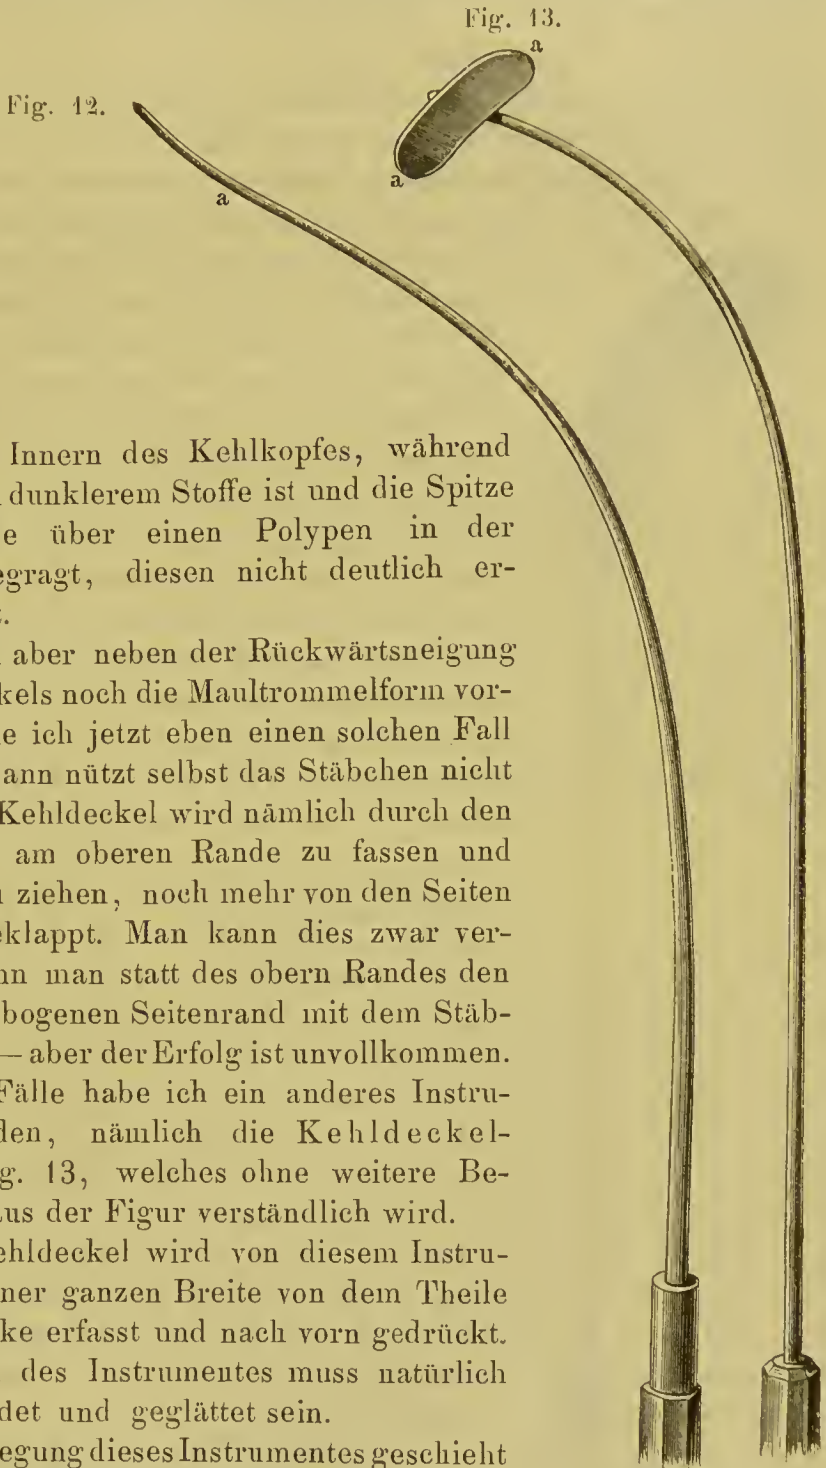 Fig. 13.
a
Fig. 12.
a
a
Innern des Kehlkopfes, während
dunklerem Stoffe ist und die Spitze
e über einen Polypen in der
egragt, diesen nicht deutlich er-
aber neben der Rückwärtsneigung
kels noch die Maultrommelform vor-
e ich jetzt eben einen solchen Fall
ann nützt selbst das Stäbchen nicht
Kehldeckel wird nämlich durch den
am oberen Rande zu fassen und
ziehen, noch mehr von den Seiten
eklappt. Man kann dies zwar ver-
nn man statt des obern Randes den
bogenen Seitenrand mit dem Stäb-
— aber der Erfolg ist unvollkommen.
Fälle habe ich ein anderes Instru-
den, nämlich die Kehldeckel-
g. 13, welches ohne weitere Be-
aus der Figur verständlich wird.
ehldeckel wird von diesem Instru-
ner ganzen Breite von dem Theile
ke erfasst und nach vorn gedrückt.
des Instrumentes muss natürlich
det und geglättet sein.
egung dieses Instrumentes geschieht